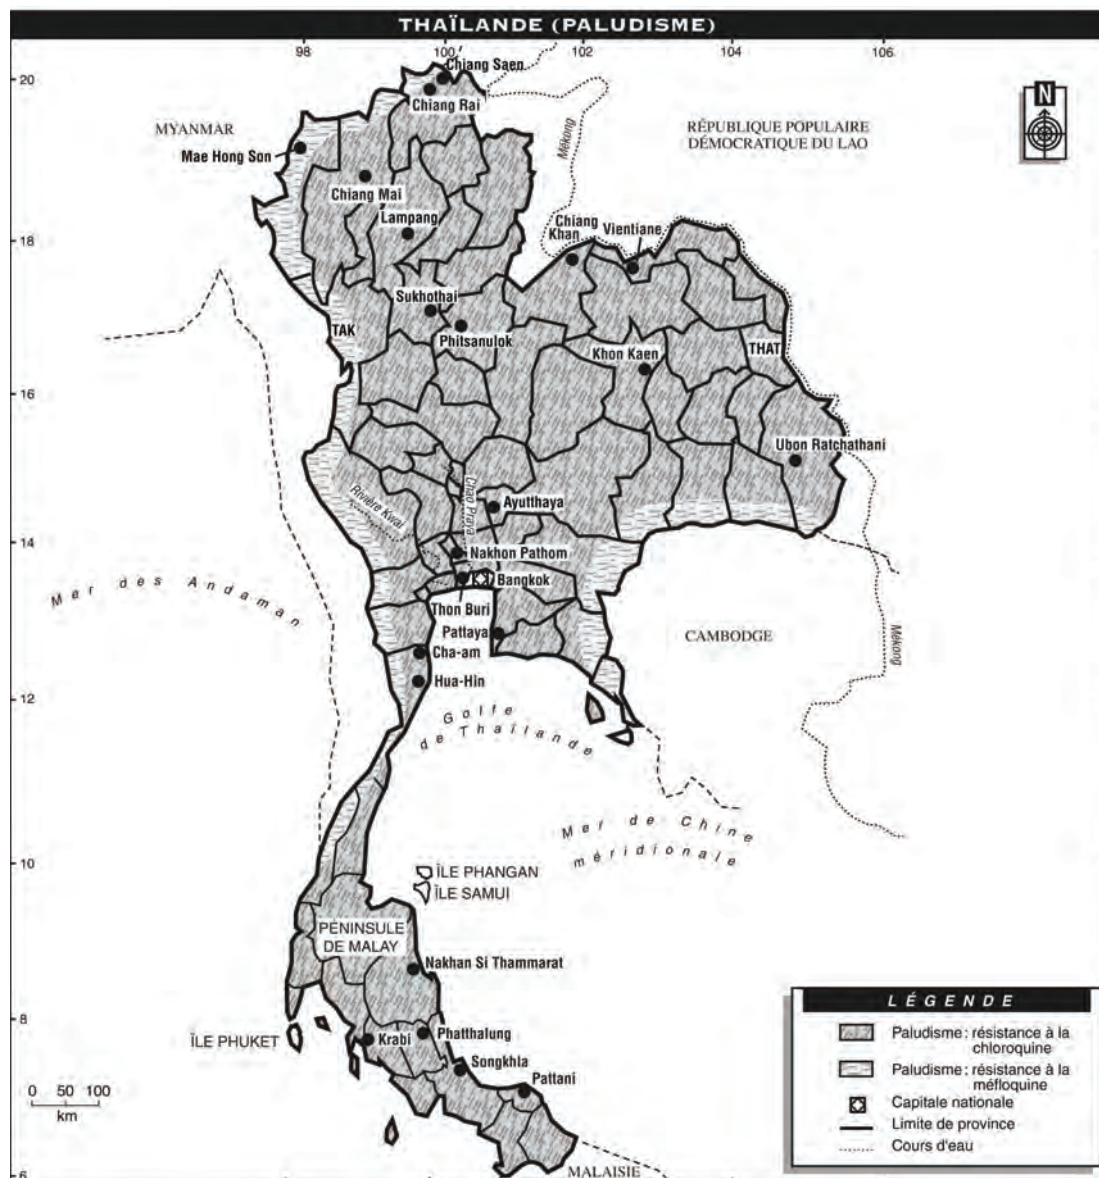 THAÏLANDE (PALUDISME)
98
100
102
104
106
20
18
16
14
12
10
8
6
N
MYANMAR
RÉPUBLIQUE POPULAIRE
DÉMOCRATIQUE DU LAO
Mékong
Chiang Saen
Chiang Rai
Mae Hong Son
Chiang Mai
Lampang
Chiang
Khan
Vientiane
Sukhothai
TAK
Phitsanulok
Khon Kaen
THAT
Ubon Ratchathani
Rivière Kwai
Chao Praya
Ayutthaya
Nakhon Pathom
Bangkok
Thon Buri
Pattaya
Cha-am
Hua-Hin
Mer des Andaman
CAMBODGE
Mékong
Golfe
de Thaïlande
Mer de Chine
méridionale
ÎLE PHANGAN
ÎLE SAMUI
PÉNINSULE
DE MALAY
Nakhan Si Thammarat
ÎLE PHUKET
Krabi
Phatthalung
Songkhla
Pattani
MALAISIE
0 50 100
km
LÉGENDE
Paludisme : résistance à la
chloroquine
Paludisme : résistance à la
méfloquine
Capitale nationale
Limite de province
Cours d'eau